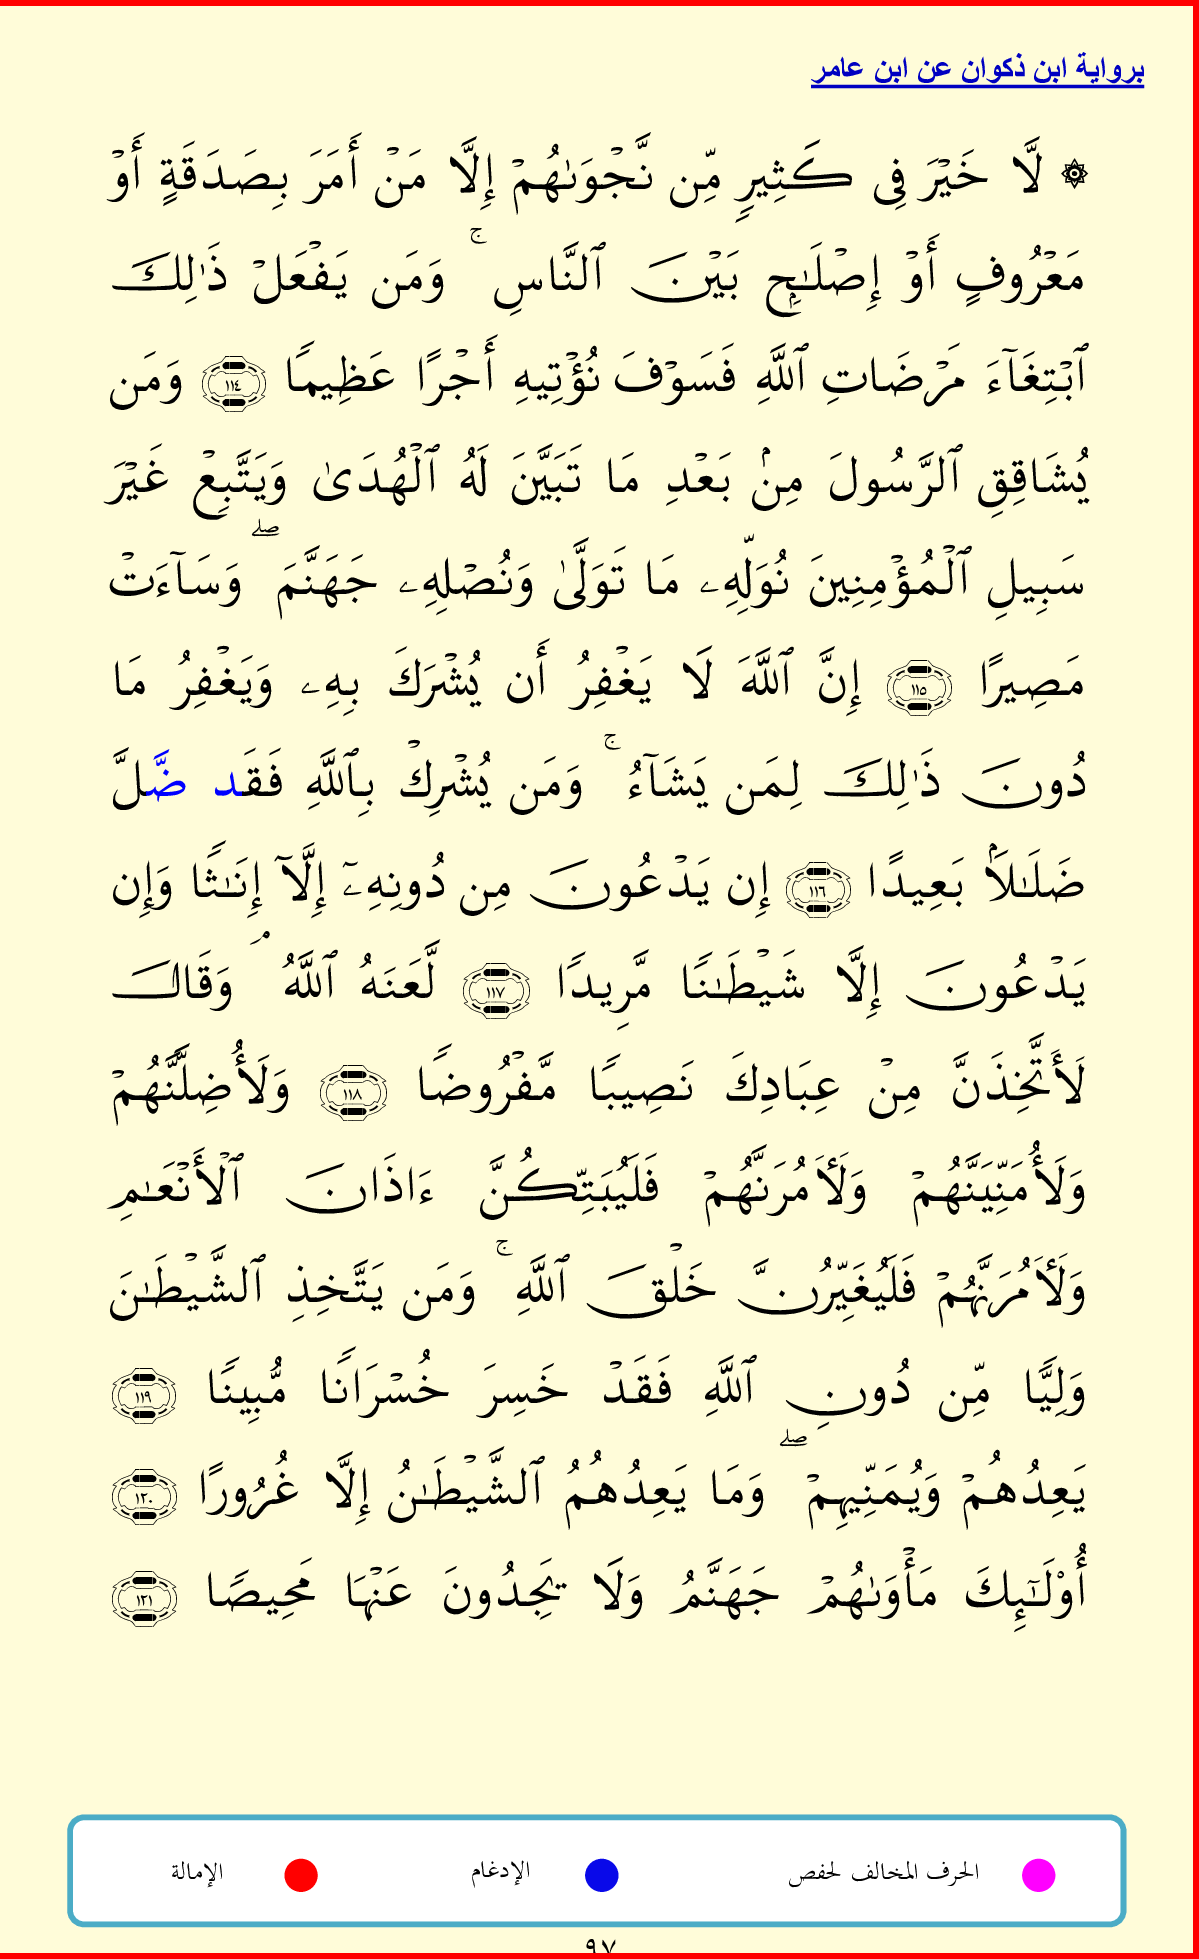 برواية ابن ذكوان عن ابن عامر
۞ لَّا خَيْرَ فِى كَثِيرٍ مِّن نَّجْوَىٰهُمْ إِلَّا مَنْ أَمَرَ بِصَدَقَةٍ أَوْ
مَعْرُوفٍ أَوْ إِصْلَـٰحٍۭ بَيْنَ ٱلنَّاسِ ۚ وَمَن يَفْعَلْ ذَٰلِكَ
ٱبْتِغَآءَ مَرْضَاتِ ٱللَّهِ فَسَوْفَ نُؤْتِيهِ أَجْرًا عَظِيمًا ١١٤ وَمَن
يُشَاقِقِ ٱلرَّسُولَ مِنۢ بَعْدِ مَا تَبَيَّنَ لَهُ ٱلْهُدَىٰ وَيَتَّبِعْ غَيْرَ
سَبِيلِ ٱلْمُؤْمِنِينَ نُوَلِّهِۦ مَا تَوَلَّىٰ وَنُصْلِهِۦ جَهَنَّمَ ۖ وَسَآءَتْ
مَصِيرًا ١١٥ إِنَّ ٱللَّهَ لَا يَغْفِرُ أَن يُشْرَكَ بِهِۦ وَيَغْفِرُ مَا
دُونَ ذَٰلِكَ لِمَن يَشَآءُ ۚ وَمَن يُشْرِكْ بِٱللَّهِ فَقَد ضَّلَّ
ضَلَـٰلَاۢ بَعِيدًا ١١٦ إِن يَدْعُونَ مِن دُونِهِۦٓ إِلَّآ إِنَـٰثًا وَإِن
يَدْعُونَ إِلَّا شَيْطَـٰنًا مَّرِيدًا ١١٧ لَّعَنَهُ ٱللَّهُ ۘ وَقَالَ
لَأَتَّخِذَنَّ مِنْ عِبَادِكَ نَصِيبًا مَّفْرُوضًا ١١٨ وَلَأُضِلَّنَّهُمْ
وَلَأُمَنِّيَنَّهُمْ وَلَـَٔامُرَنَّهُمْ فَلَيُبَتِّكُنَّ ءَاذَانَ ٱلْأَنْعَـٰمِ
وَلَـَٔامُرَنَّهُمْ فَلَيُغَيِّرُنَّ خَلْقَ ٱللَّهِ ۚ وَمَن يَتَّخِذِ ٱلشَّيْطَـٰنَ
وَلِيًّا مِّن دُونِ ٱللَّهِ فَقَدْ خَسِرَ خُسْرَانًا مُّبِينًا ١١٩
يَعِدُهُمْ وَيُمَنِّيهِمْ ۖ وَمَا يَعِدُهُمُ ٱلشَّيْطَـٰنُ إِلَّا غُرُورًا ١٢٠
أُوْلَـٰٓئِكَ مَأْوَىٰهُمْ جَهَنَّمُ وَلَا يَجِدُونَ عَنْهَا مَحِيصًا ١٢١
الحرف المخالف لحفص الإدغام الإمالة
٩٧